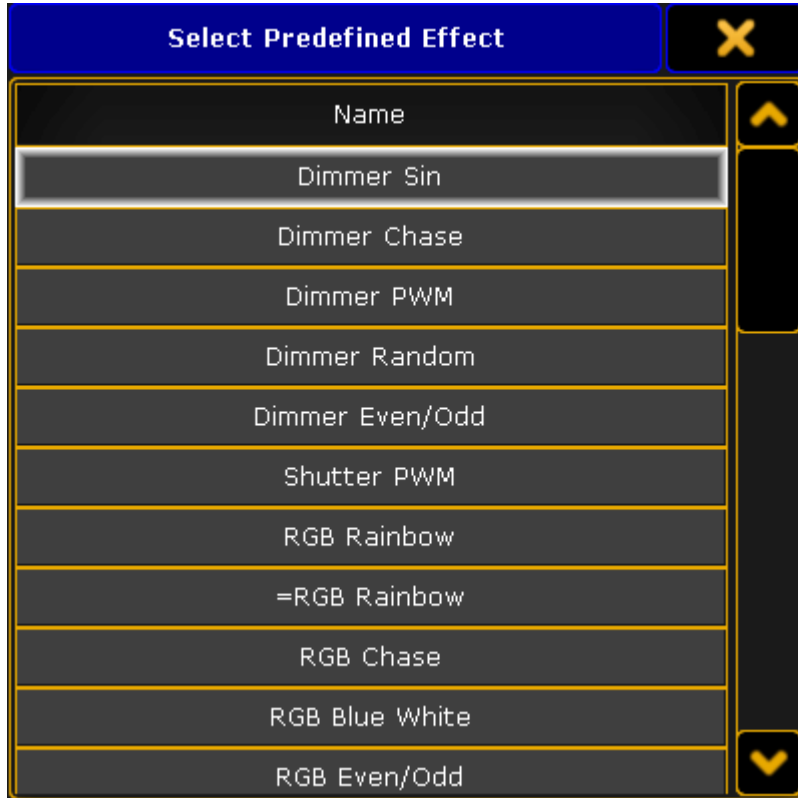 Select Predefined Effect
Name
Dimmer Sin
Dimmer Chase
Dimmer PWM
Dimmer Random
Dimmer Even/Odd
Shutter PWM
RGB Rainbow
=RGB Rainbow
RGB Chase
RGB Blue White
RGB Even/Odd